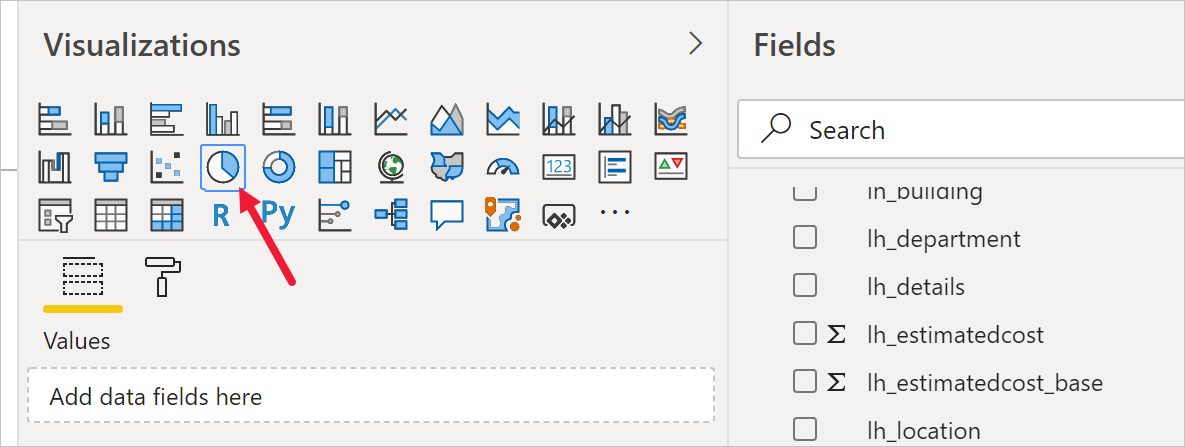 Visualizations
123
R
Py
Values
Add data fields here
Fields
Search
lh_building
lh_department
lh_details
Σ lh_estimatedcost
Σ lh_estimatedcost_base
lh_location